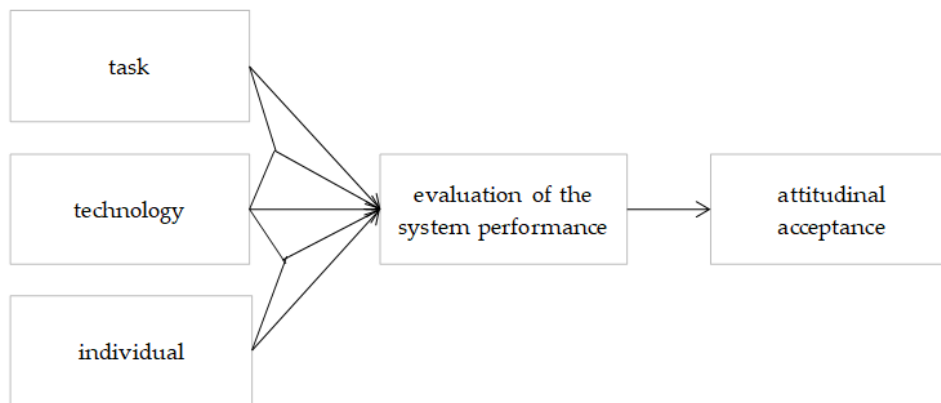 task
technology
individual
evaluation of the
system performance
attitudinal
acceptance